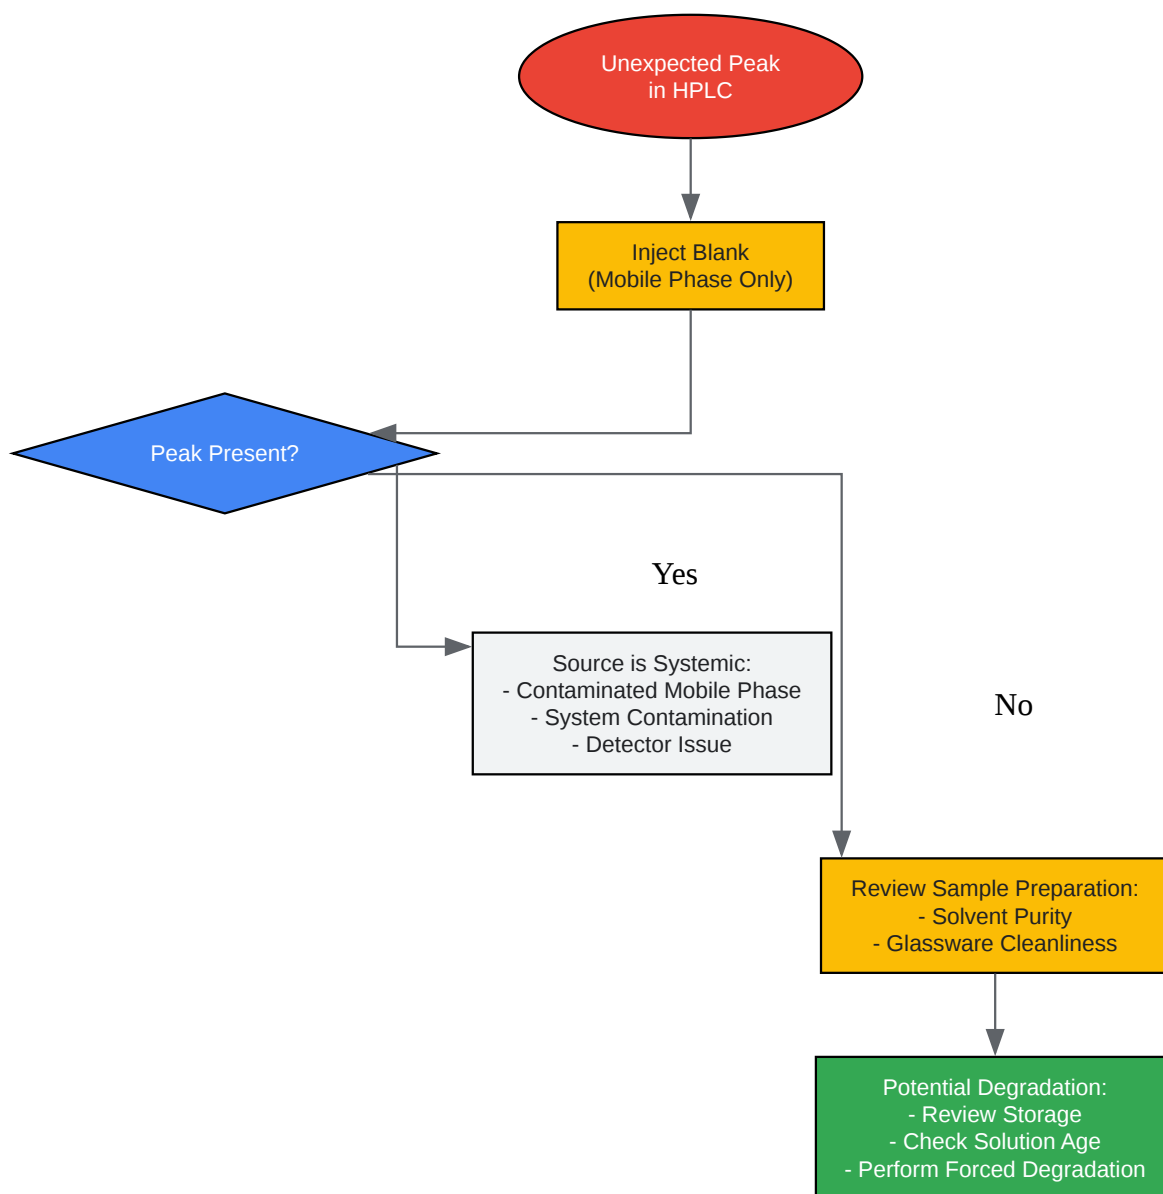 Unexpected Peak
in HPLC
Inject Blank
(Mobile Phase Only)
Peak Present?
Yes
Source is Systemic:
- Contaminated Mobile Phase
- System Contamination
- Detector Issue
No
Review Sample Preparation:
- Solvent Purity
- Glassware Cleanliness
Potential Degradation:
- Review Storage
- Check Solution Age
- Perform Forced Degradation